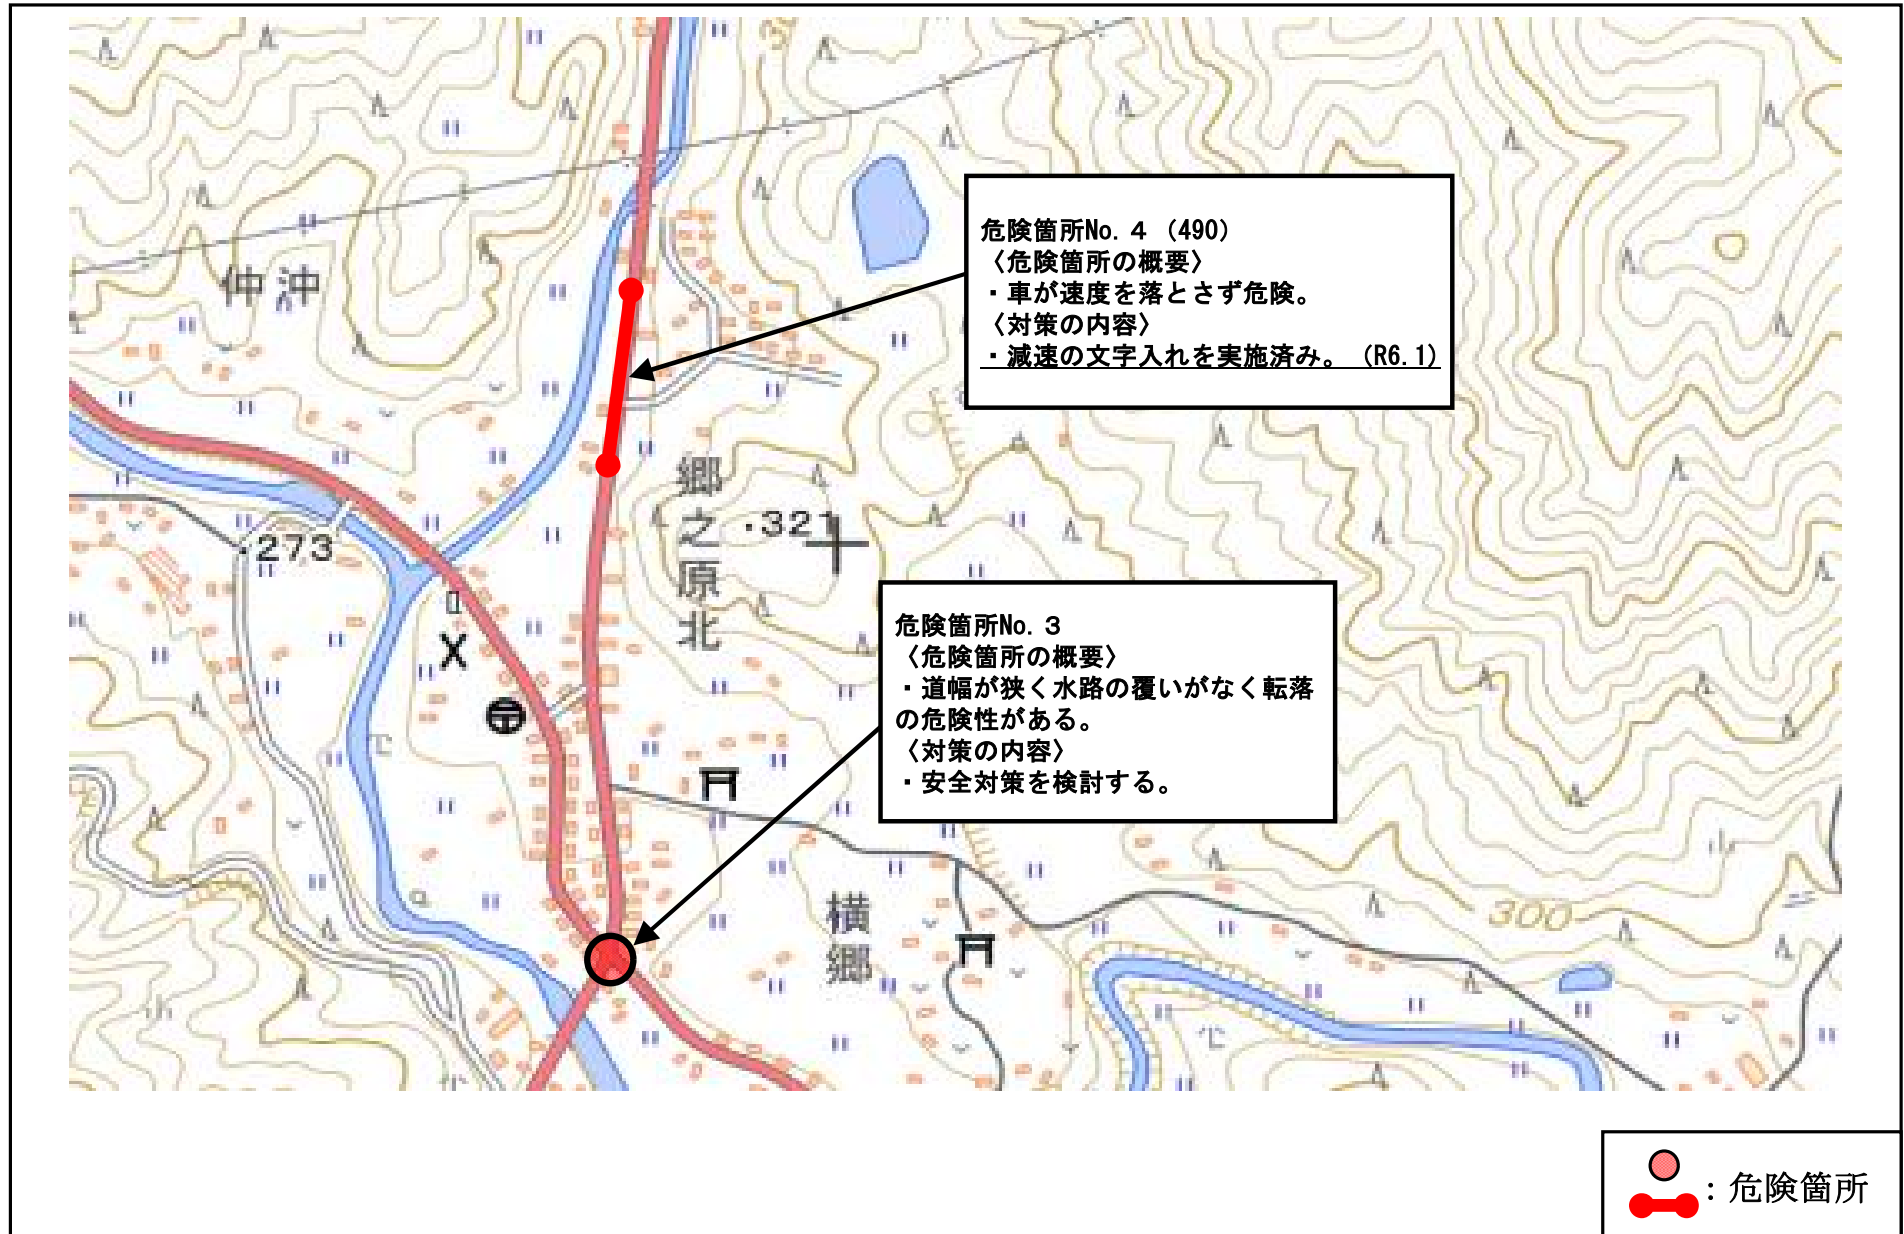 危険箇所No.４（490）
〈危険箇所の概要〉
・車が速度を落とさず危険。
〈対策の内容〉
・減速の文字入れを実施済み。（R6.1）
仲沖
郷之原北
・321
・273
危険箇所No.３
〈危険箇所の概要〉
・道幅が狭く水路の覆いがなく転落
の危険性がある。
〈対策の内容〉
・安全対策を検討する。
横郷
300
：危険箇所